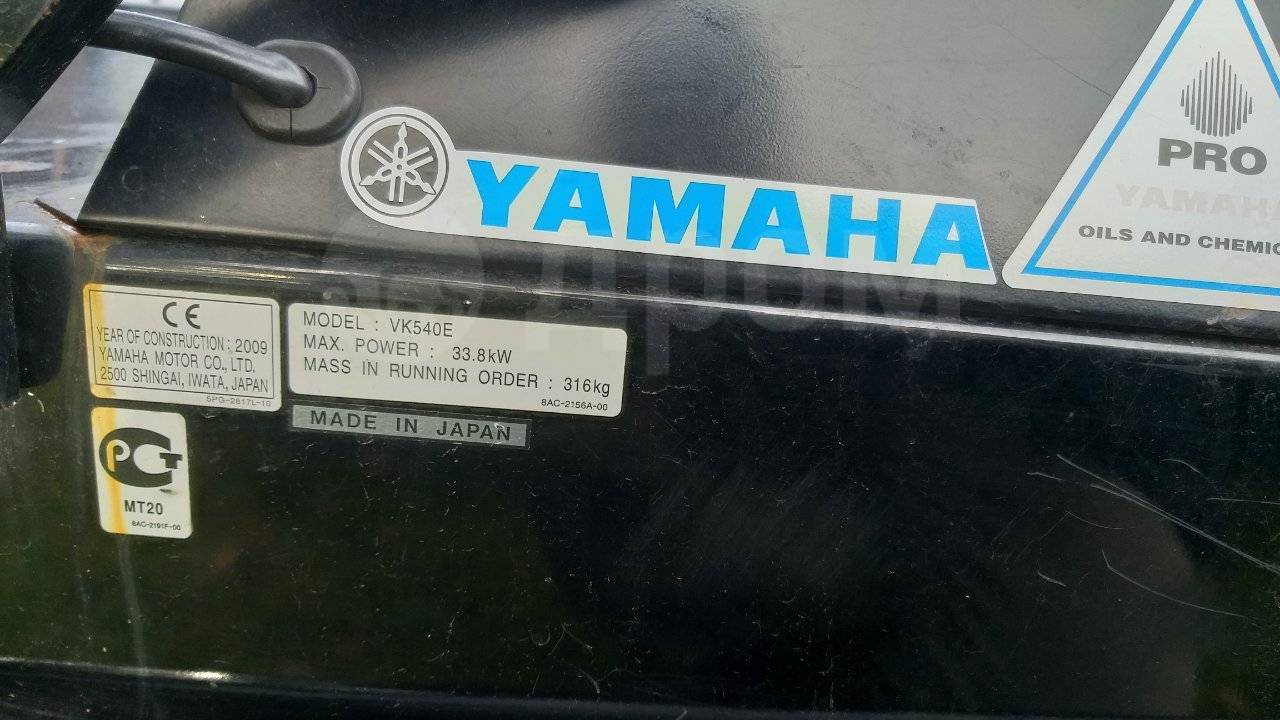 YAMAHA
PRO
YAMAHA
OILS AND CHEMIC
CE
YEAR OF CONSTRUCTION : 2009
YAMAHA MOTOR CO., LTD.
2500 SHINGAI, IWATA, JAPAN
5PG-2817L-10
MODEL : VK540E
MAX. POWER : 33.8kW
MASS IN RUNNING ORDER : 316kg
8AC-2156A-00
MADE IN JAPAN
РСТ
MT20
8AC-2191F-00
Дром